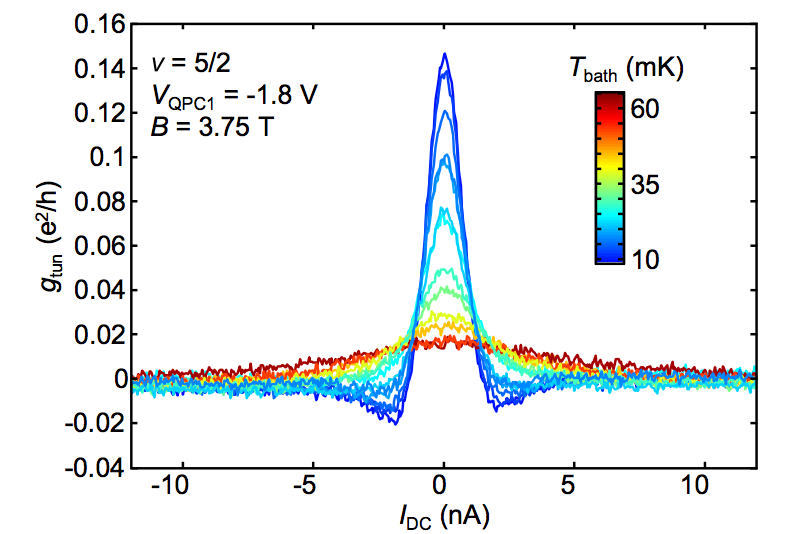 0.16
0.14
0.12
0.1
0.08
0.06
0.04
0.02
0
-0.02
-0.04
g_tun (e²/h)
ν = 5/2
V_QPC1 = -1.8 V
B = 3.75 T
T_bath (mK)
60
35
10
-10 -5 0 5 10
I_DC (nA)